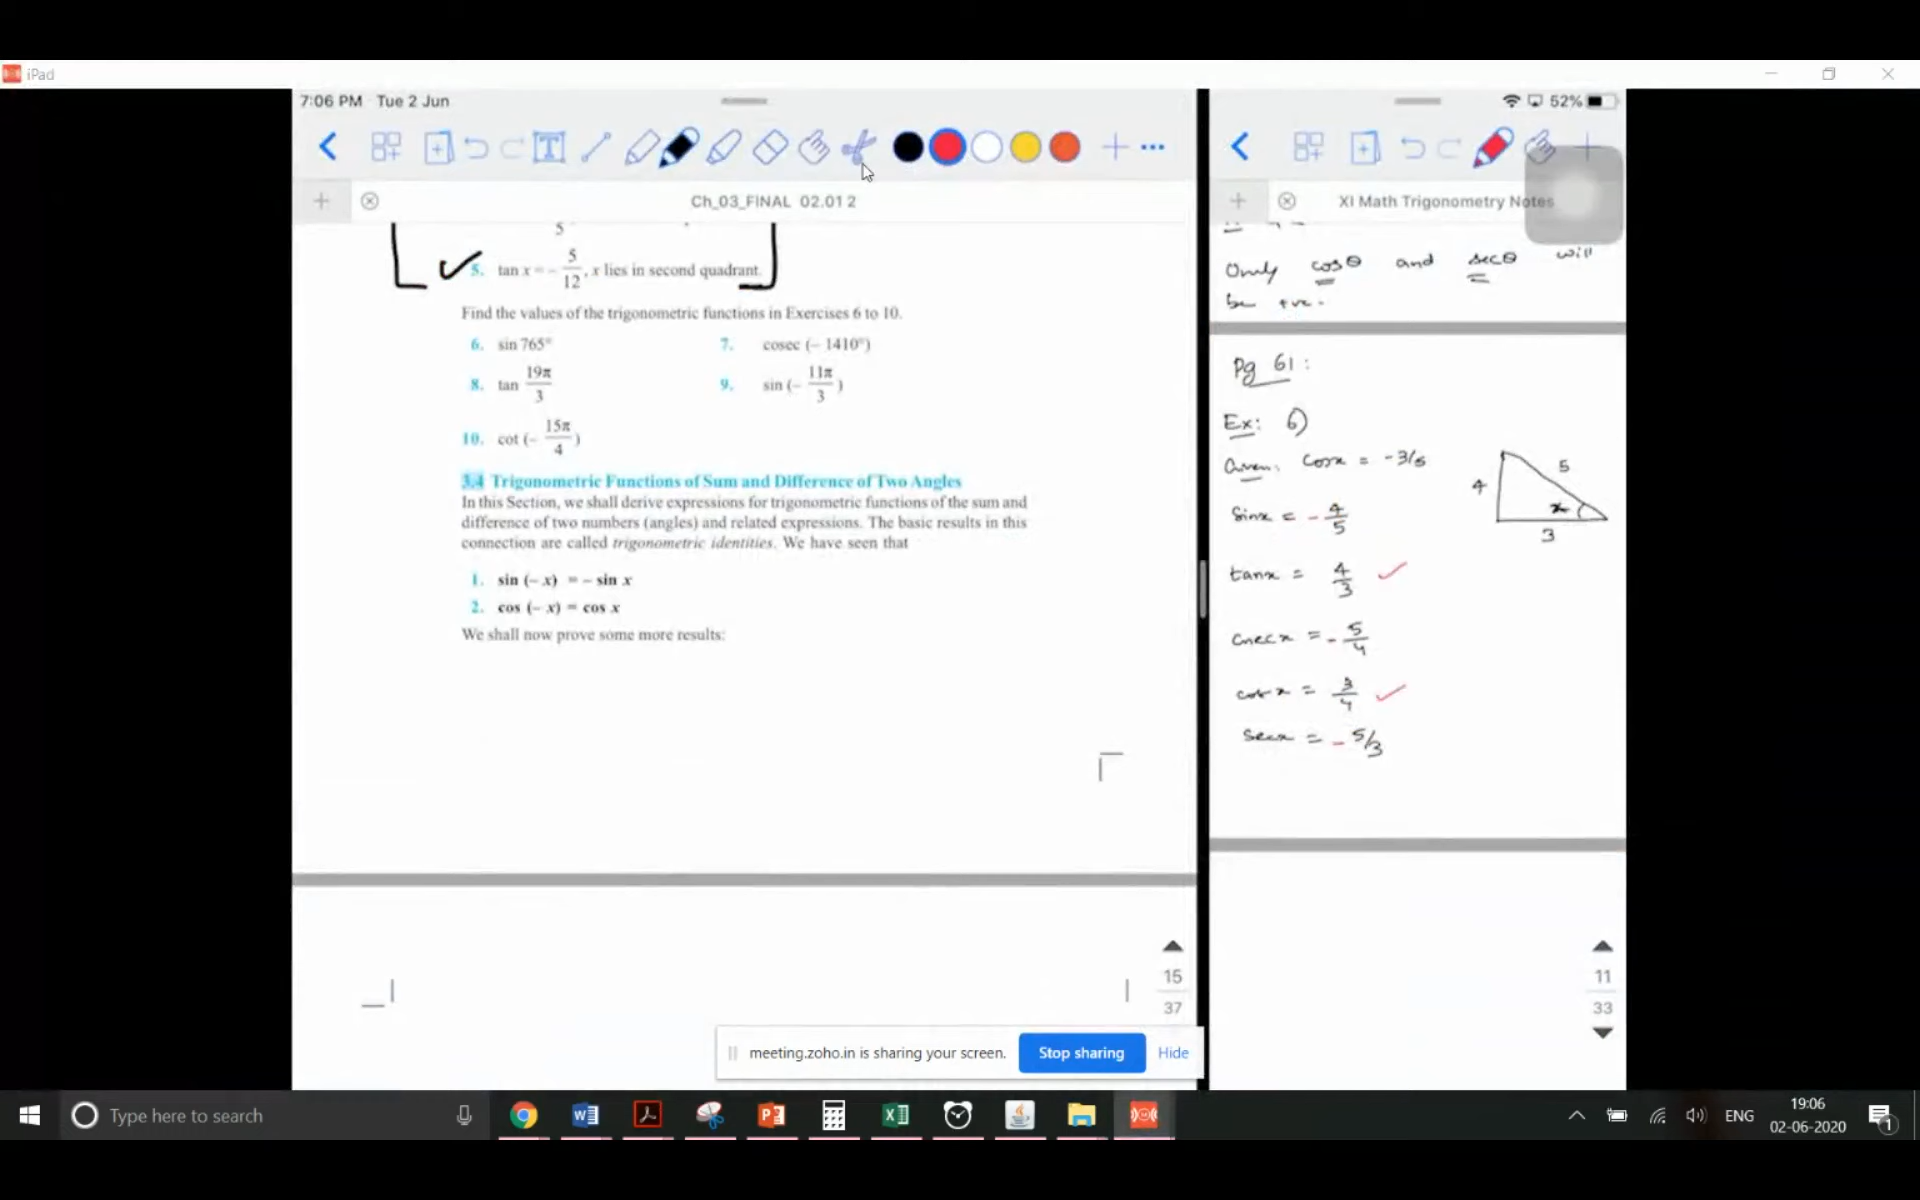 iPad
7:06 PM Tue 2 Jun
52%
Ch_03_FINAL 02.01 2
XI Math Trigonometry Notes
5
5. tan x = – 5/12, x lies in second quadrant.
Find the values of the trigonometric functions in Exercises 6 to 10.
6. sin 765°
7. cosec (– 1410°)
8. tan 19π/3
9. sin (– 11π/3)
10. cot (– 15π/4)
3.4 Trigonometric Functions of Sum and Difference of Two Angles
In this Section, we shall derive expressions for trigonometric functions of the sum and
difference of two numbers (angles) and related expressions. The basic results in this
connection are called trigonometric identities. We have seen that
1. sin (– x) = – sin x
2. cos (– x) = cos x
We shall now prove some more results:
15
37
Only cosθ and secθ will
be +ve.
Pg 61:
Ex: 6)
Given: cosx = -3/5
sinx = - 4/5
tanx = 4/3
cosecx = - 5/4
cotx = 3/4
secx = - 5/3
4
5
x
3
11
33
meeting.zoho.in is sharing your screen.
Stop sharing
Hide
Type here to search
ENG
19:06
02-06-2020
1